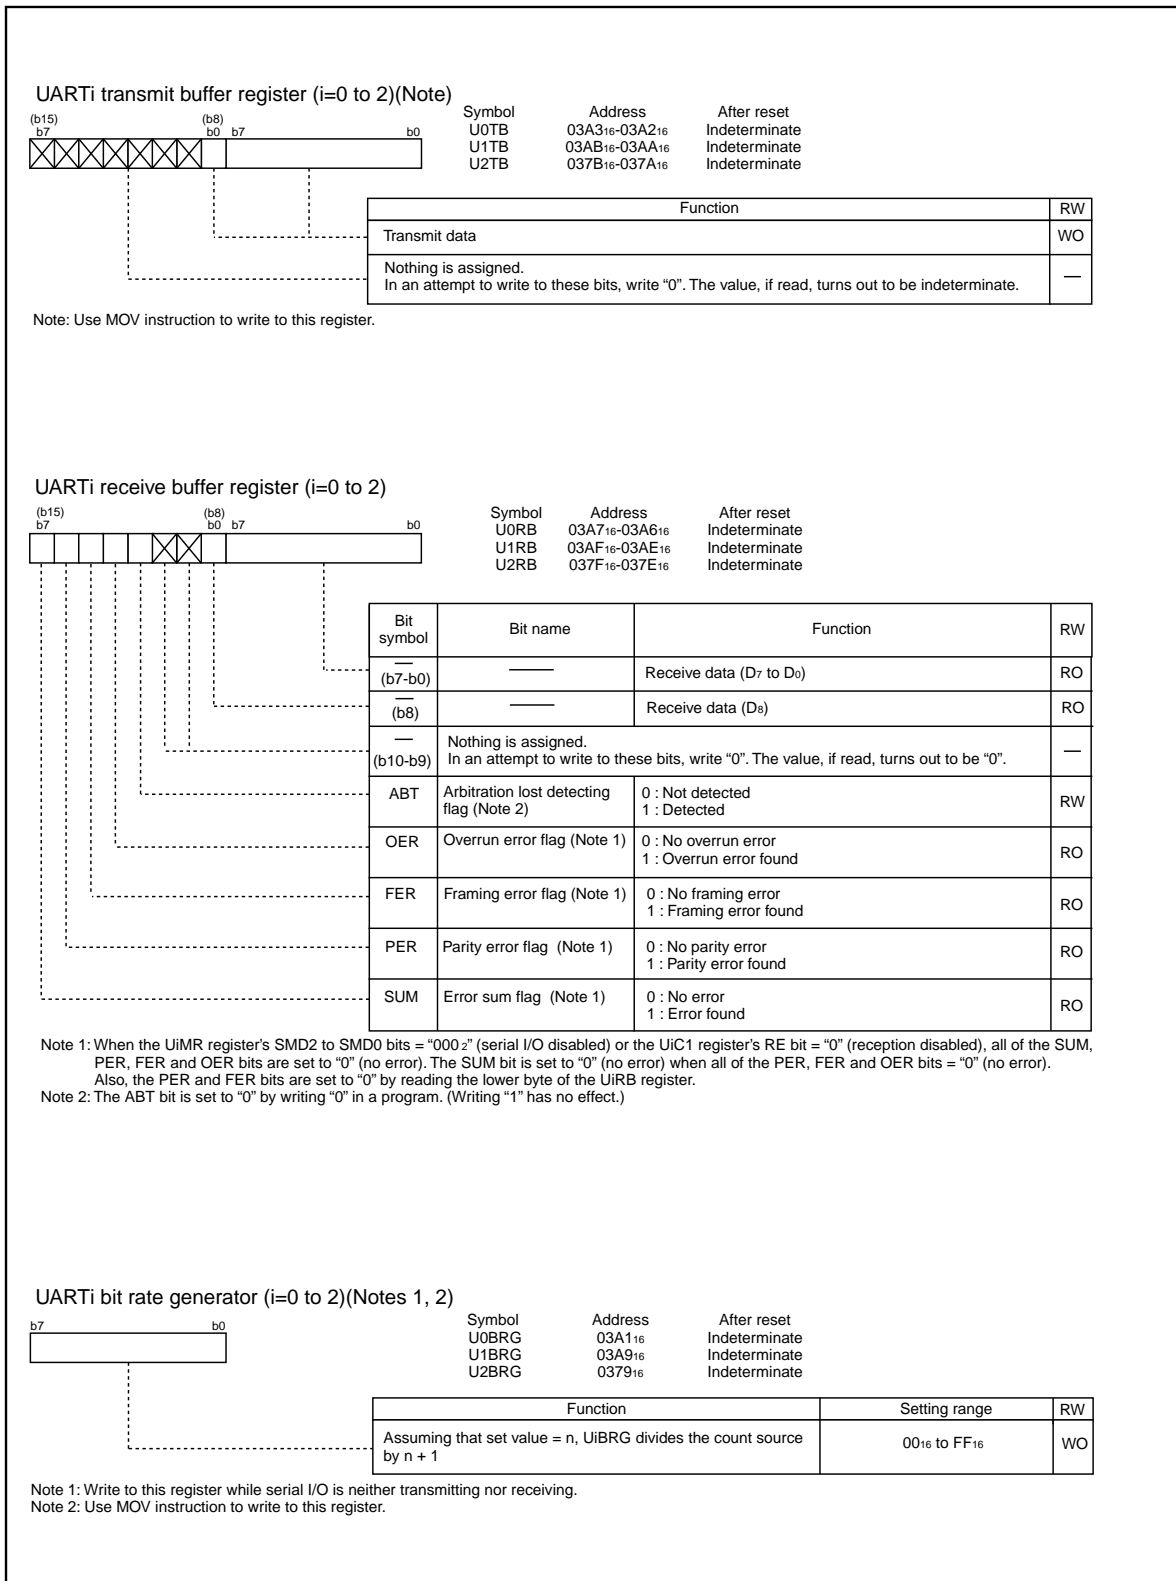 UARTi transmit buffer register (i=0 to 2)(Note)
Symbol Address After reset
U0TB 03A3₁₆-03A2₁₆ Indeterminate
U1TB 03AB₁₆-03AA₁₆ Indeterminate
U2TB 037B₁₆-037A₁₆ Indeterminate
(b15) (b8)
b7 b0 b7 b0
Function RW
Transmit data WO
Nothing is assigned.
In an attempt to write to these bits, write “0”. The value, if read, turns out to be indeterminate. —
Note: Use MOV instruction to write to this register.
UARTi receive buffer register (i=0 to 2)
Symbol Address After reset
U0RB 03A7₁₆-03A6₁₆ Indeterminate
U1RB 03AF₁₆-03AE₁₆ Indeterminate
U2RB 037F₁₆-037E₁₆ Indeterminate
(b15) (b8)
b7 b0 b7 b0
Bit
symbol Bit name Function RW
—
(b7-b0) —— Receive data (D₇ to D₀) RO
—
(b8) —— Receive data (D₈) RO
—
(b10-b9) Nothing is assigned.
In an attempt to write to these bits, write “0”. The value, if read, turns out to be “0”. —
ABT Arbitration lost detecting
flag (Note 2) 0 : Not detected
1 : Detected RW
OER Overrun error flag (Note 1) 0 : No overrun error
1 : Overrun error found RO
FER Framing error flag (Note 1) 0 : No framing error
1 : Framing error found RO
PER Parity error flag (Note 1) 0 : No parity error
1 : Parity error found RO
SUM Error sum flag (Note 1) 0 : No error
1 : Error found RO
Note 1: When the UiMR register’s SMD2 to SMD0 bits = “000₂” (serial I/O disabled) or the UiC1 register’s RE bit = “0” (reception disabled), all of the SUM,
PER, FER and OER bits are set to “0” (no error). The SUM bit is set to “0” (no error) when all of the PER, FER and OER bits = “0” (no error).
Also, the PER and FER bits are set to “0” by reading the lower byte of the UiRB register.
Note 2: The ABT bit is set to “0” by writing “0” in a program. (Writing “1” has no effect.)
UARTi bit rate generator (i=0 to 2)(Notes 1, 2)
Symbol Address After reset
U0BRG 03A1₁₆ Indeterminate
U1BRG 03A9₁₆ Indeterminate
U2BRG 0379₁₆ Indeterminate
b7 b0
Function Setting range RW
Assuming that set value = n, UiBRG divides the count source
by n + 1 00₁₆ to FF₁₆ WO
Note 1: Write to this register while serial I/O is neither transmitting nor receiving.
Note 2: Use MOV instruction to write to this register.